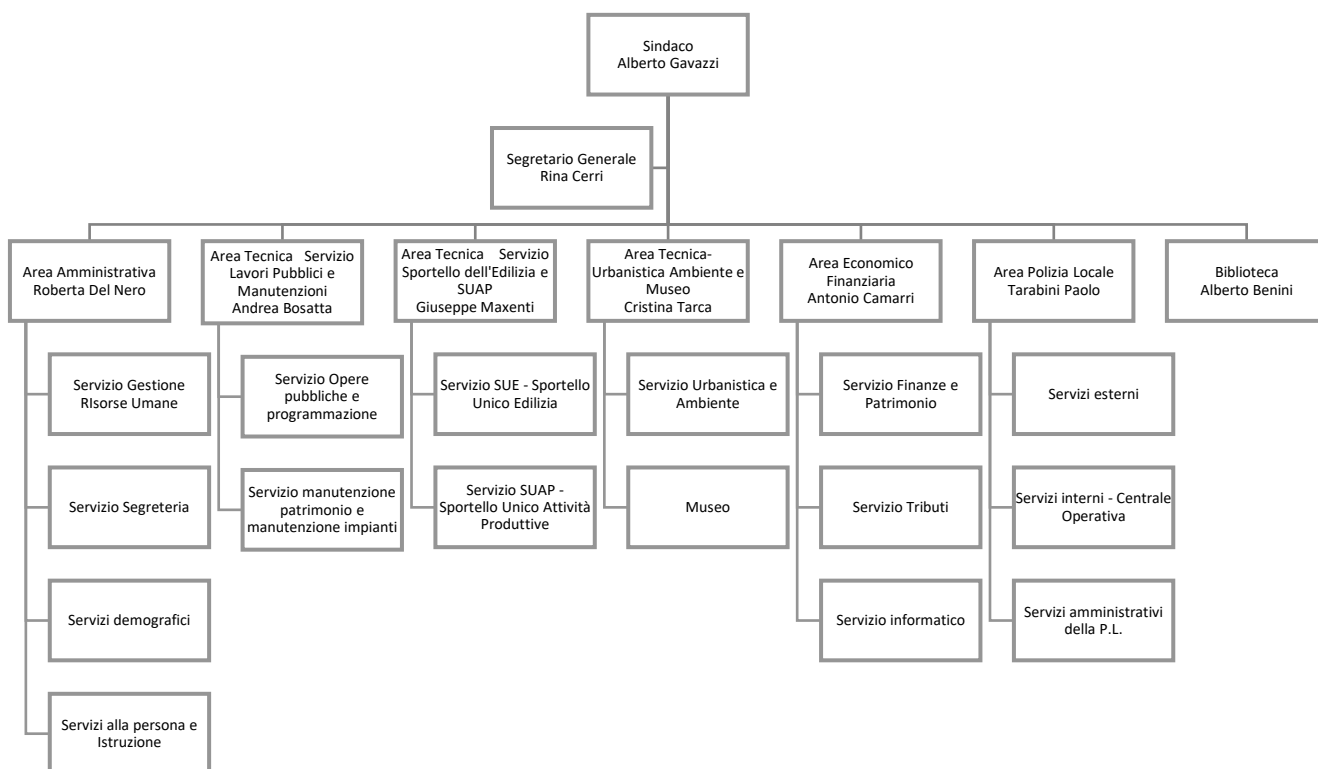 Sindaco
Alberto Gavazzi
Segretario Generale
Rina Cerri
Area Amministrativa
Roberta Del Nero
Area Tecnica   Servizio
Lavori Pubblici e
Manutenzioni
Andrea Bosatta
Area Tecnica   Servizio
Sportello dell'Edilizia e
SUAP
Giuseppe Maxenti
Area Tecnica-
Urbanistica Ambiente e
Museo
Cristina Tarca
Area Economico
Finanziaria
Antonio Camarri
Area Polizia Locale
Tarabini Paolo
Biblioteca
Alberto Benini
Servizio Gestione
RIsorse Umane
Servizio Segreteria
Servizi demografici
Servizi alla persona e
Istruzione
Servizio Opere
pubbliche e
programmazione
Servizio manutenzione
patrimonio e
manutenzione impianti
Servizio SUE - Sportello
Unico Edilizia
Servizio SUAP -
Sportello Unico Attività
Produttive
Servizio Urbanistica e
Ambiente
Museo
Servizio Finanze e
Patrimonio
Servizio Tributi
Servizio informatico
Servizi esterni
Servizi interni - Centrale
Operativa
Servizi amministrativi
della P.L.